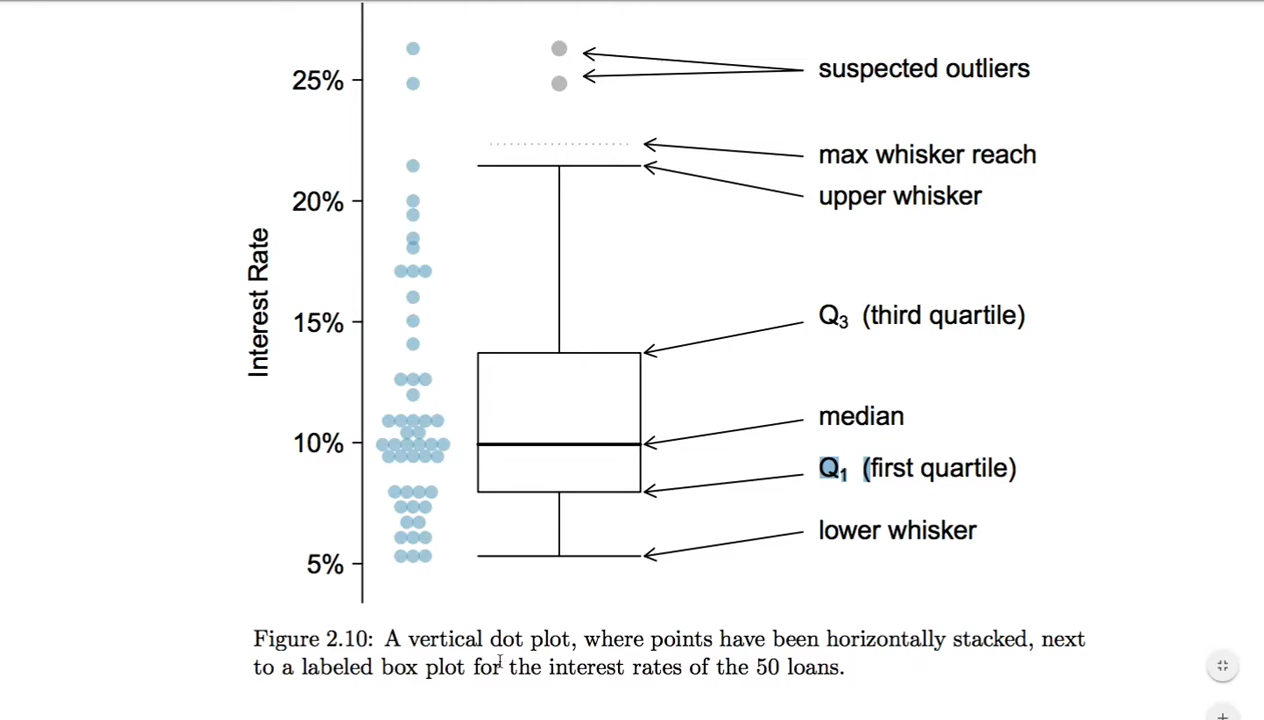 25%
20%
15%
10%
5%
Interest Rate
suspected outliers
max whisker reach
upper whisker
Q3 (third quartile)
median
Q1 (first quartile)
lower whisker
Figure 2.10: A vertical dot plot, where points have been horizontally stacked, next
to a labeled box plot for the interest rates of the 50 loans.